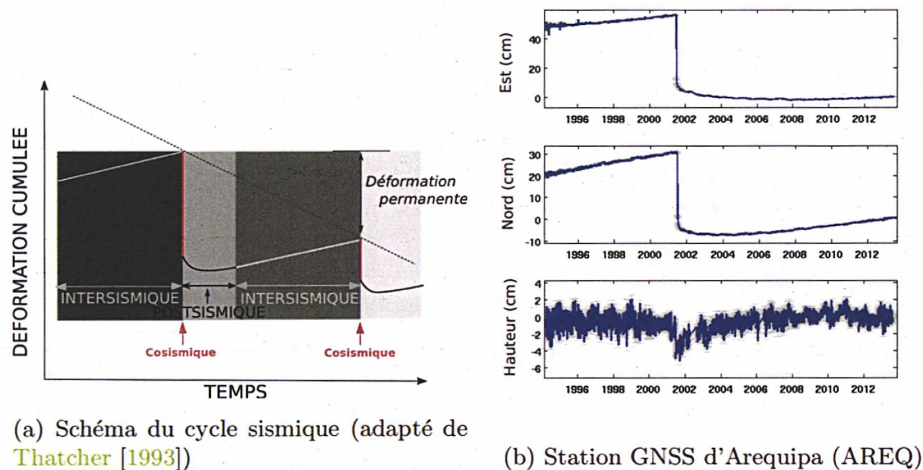 DEFORMATION CUMULEE
Déformation
permanente
INTERSISMIQUE
POSTSISMIQUE
INTERSISMIQUE
Cosismique
Cosismique
TEMPS
(a) Schéma du cycle sismique (adapté de
Thatcher [1993])
Est (cm)
40
20
0
1996 1998 2000 2002 2004 2006 2008 2010 2012
Nord (cm)
30
20
10
0
-10
1996 1998 2000 2002 2004 2006 2008 2010 2012
Hauteur (cm)
4
2
0
-2
-4
-6
1996 1998 2000 2002 2004 2006 2008 2010 2012
(b) Station GNSS d'Arequipa (AREQ)